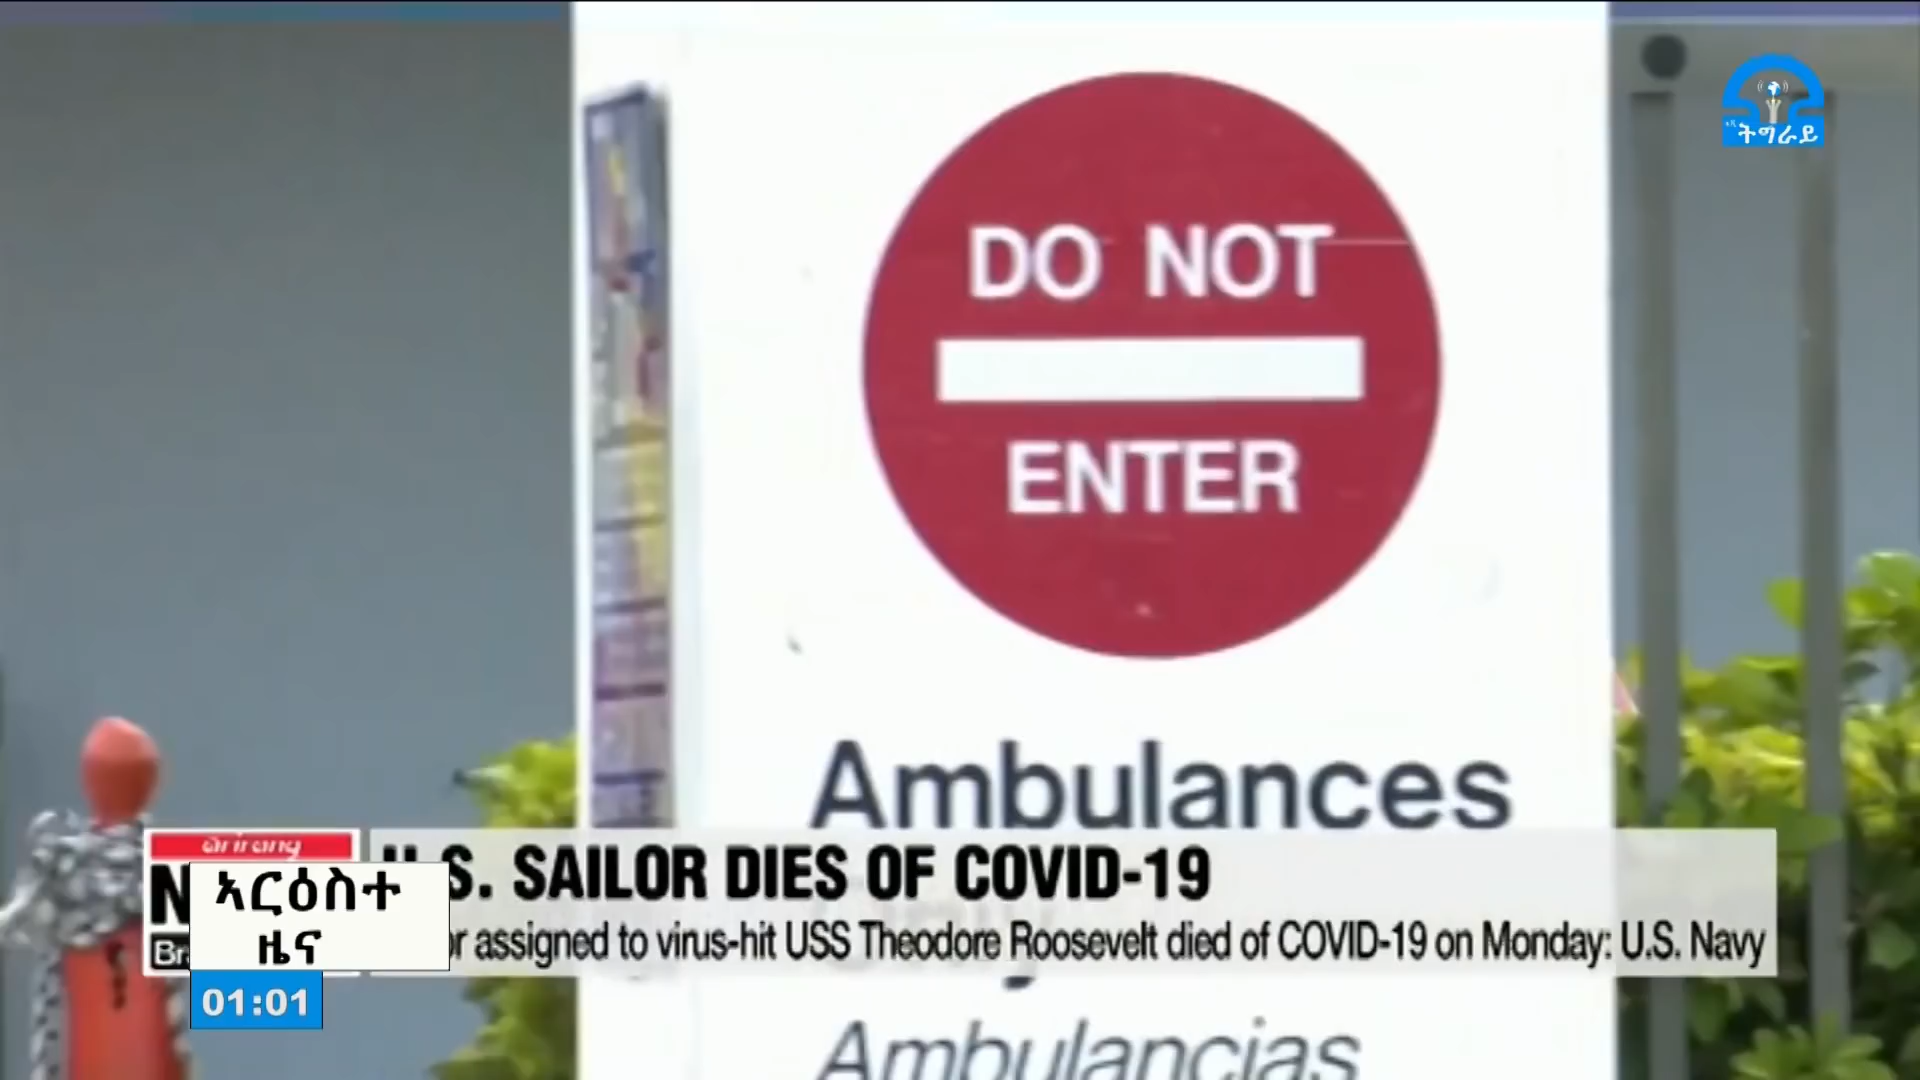 ትግራይ
DO NOT
ENTER
Ambulances
arirang
U.S. SAILOR DIES OF COVID-19
ኣርዕስተ
ዜና
assigned to virus-hit USS Theodore Roosevelt died of COVID-19 on Monday: U.S. Navy
01:01
Ambulancias